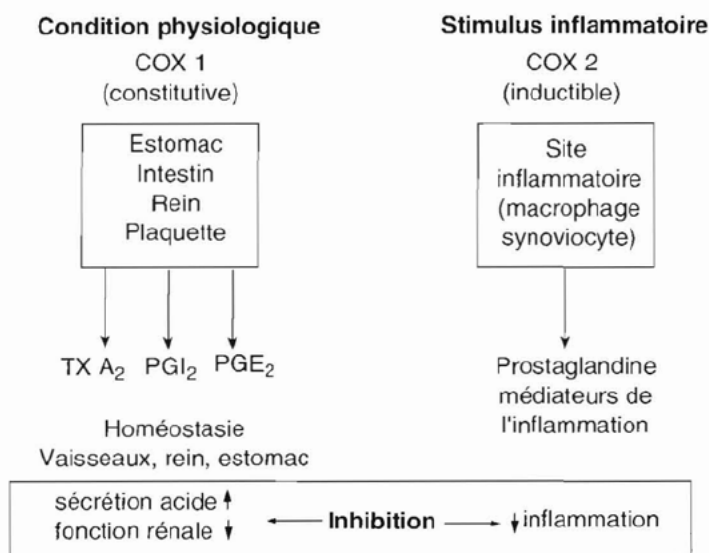 Condition physiologique
COX 1
(constitutive)
Estomac
Intestin
Rein
Plaquette
TX A₂ PGI₂ PGE₂
Homéostasie
Vaisseaux, rein, estomac
Stimulus inflammatoire
COX 2
(inductible)
Site
inflammatoire
(macrophage
synoviocyte)
Prostaglandine
médiateurs de
l'inflammation
sécrétion acide ↑
fonction rénale ↓
← Inhibition →
↓ inflammation